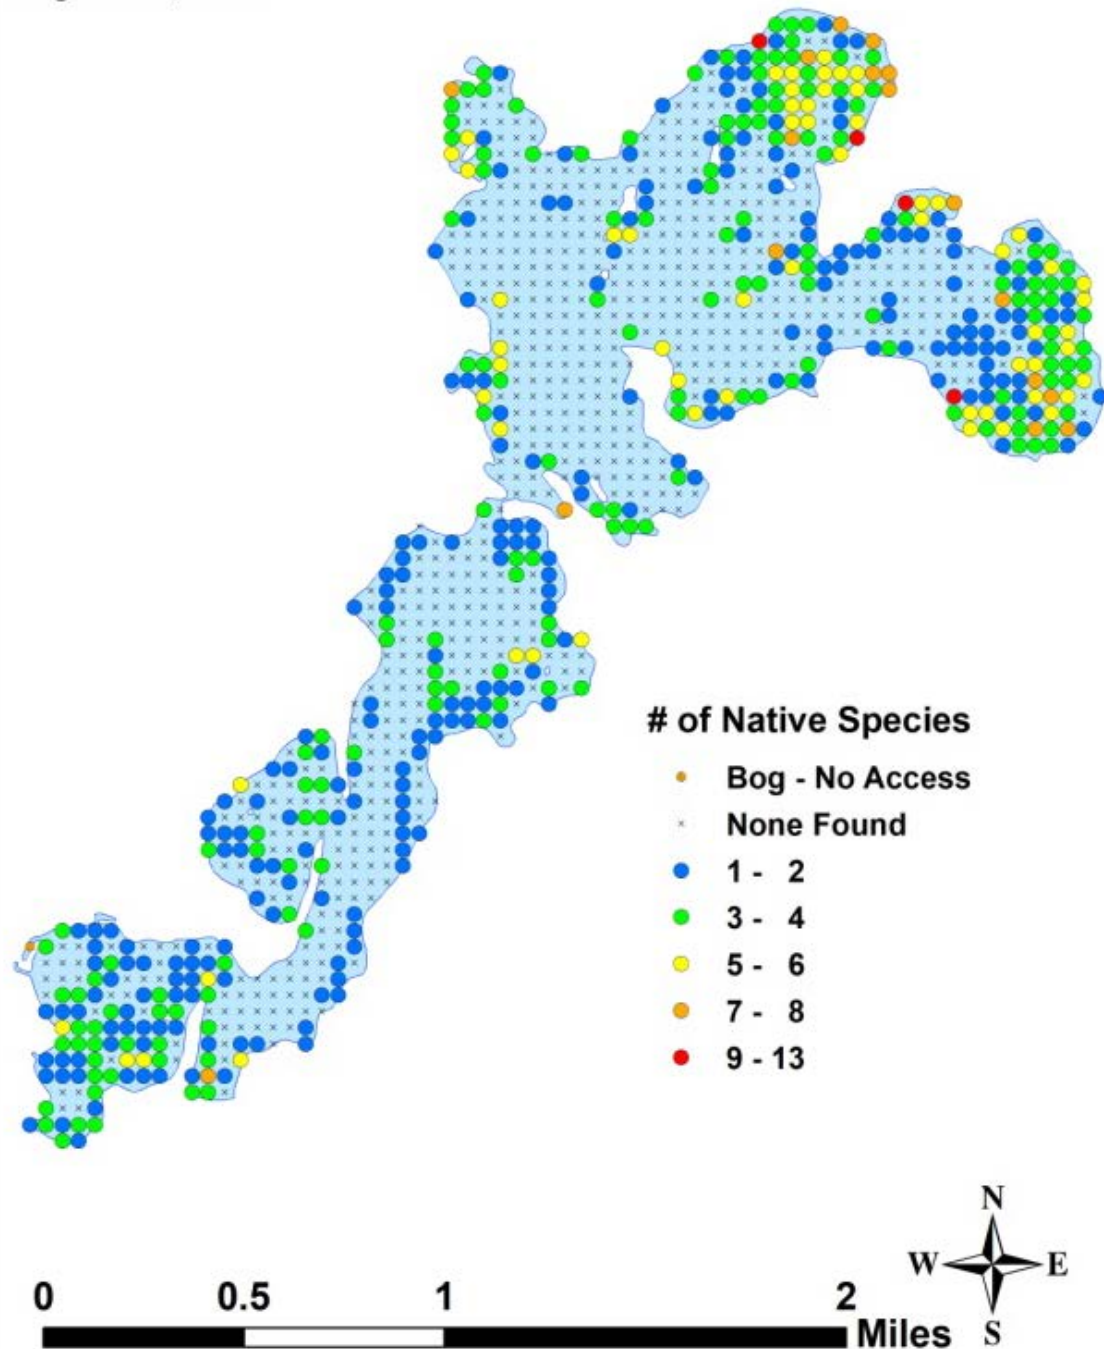 # of Native Species
Bog - No Access
None Found
1 - 2
3 - 4
5 - 6
7 - 8
9 - 13
N
W E
S
0 0.5 1 2
Miles